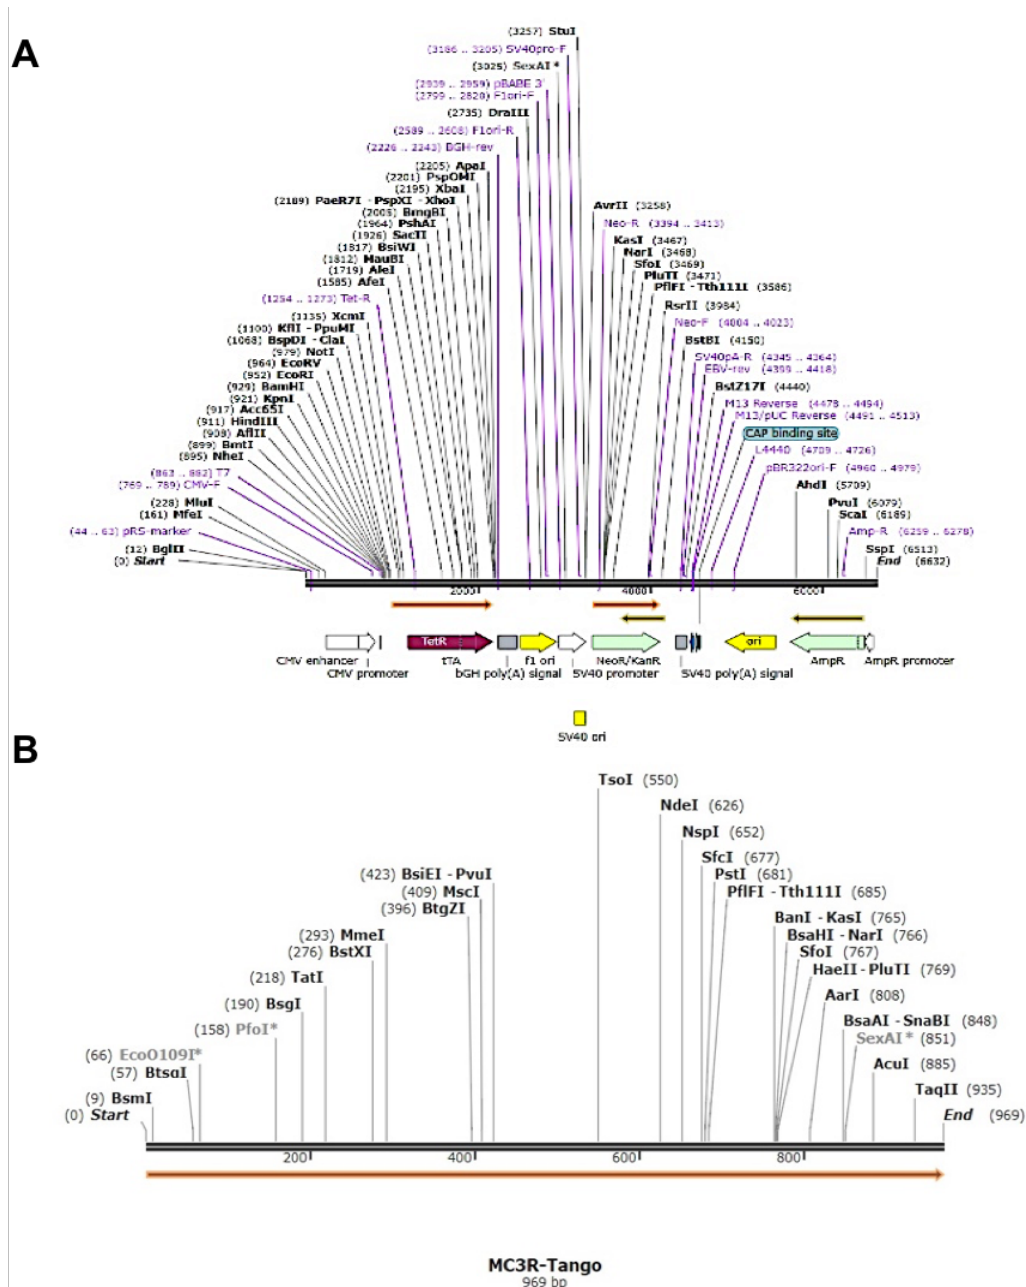 A
(3257) StuI
(3186 .. 3205) SV40pro-F
(3025) SexAI *
(2939 .. 2959) pBABE 3'
(2799 .. 2820) F1ori-F
(2735) DraIII
(2589 .. 2608) F1ori-R
(2226 .. 2243) BGH-rev
(2205) ApaI
(2201) PspOMI
(2195) XbaI
(2189) PaeR7I - PspXI - XhoI
(2005) BmgBI
(1964) PshAI
(1926) SacII
(1817) BsiWI
(1812) MauBI
(1719) AleI
(1585) AfeI
(1254 .. 1273) Tet-R
(1135) XcmI
(1100) KflI - PpuMI
(1068) BspDI - ClaI
(979) NotI
(964) EcoRV
(952) EcoRI
(929) BamHI
(921) KpnI
(917) Acc65I
(911) HindIII
(908) AflII
(899) BmtI
(895) NheI
(863 .. 882) T7
(769 .. 789) CMV-F
(228) MluI
(161) MfeI
(44 .. 63) pRS-marker
(12) BglII
(0) Start
AvrII (3258)
Neo-R (3394 .. 3413)
KasI (3467)
NarI (3468)
SfoI (3469)
PluTI (3471)
PflFI - Tth111I (3586)
RsrII (3984)
Neo-F (4004 .. 4023)
BstBI (4150)
SV40pA-R (4345 .. 4364)
EBV-rev (4399 .. 4418)
BstZ17I (4440)
M13 Reverse (4478 .. 4494)
M13/pUC Reverse (4491 .. 4513)
CAP binding site
L4440 (4709 .. 4726)
pBR322ori-F (4960 .. 4979)
AhdI (5709)
PvuI (6079)
ScaI (6189)
Amp-R (6259 .. 6278)
SspI (6513)
End (6632)
2000 4000 6000
TetR ori
CMV enhancer tTA f1 ori NeoR/KanR AmpR AmpR promoter
CMV promoter bGH poly(A) signal SV40 promoter SV40 poly(A) signal
SV40 ori
B
TsoI (550)
NdeI (626)
NspI (652)
SfcI (677)
PstI (681)
PflFI - Tth111I (685)
BanI - KasI (765)
BsaHI - NarI (766)
SfoI (767)
HaeII - PluTI (769)
AarI (808)
BsaAI - SnaBI (848)
SexAI * (851)
AcuI (885)
TaqII (935)
End (969)
(423) BsiEI - PvuI
(409) MscI
(396) BtgZI
(293) MmeI
(276) BstXI
(218) TatI
(190) BsgI
(158) PfoI*
(66) EcoO109I*
(57) BtsαI
(9) BsmI
(0) Start
200 400 600 800
MC3R-Tango
969 bp